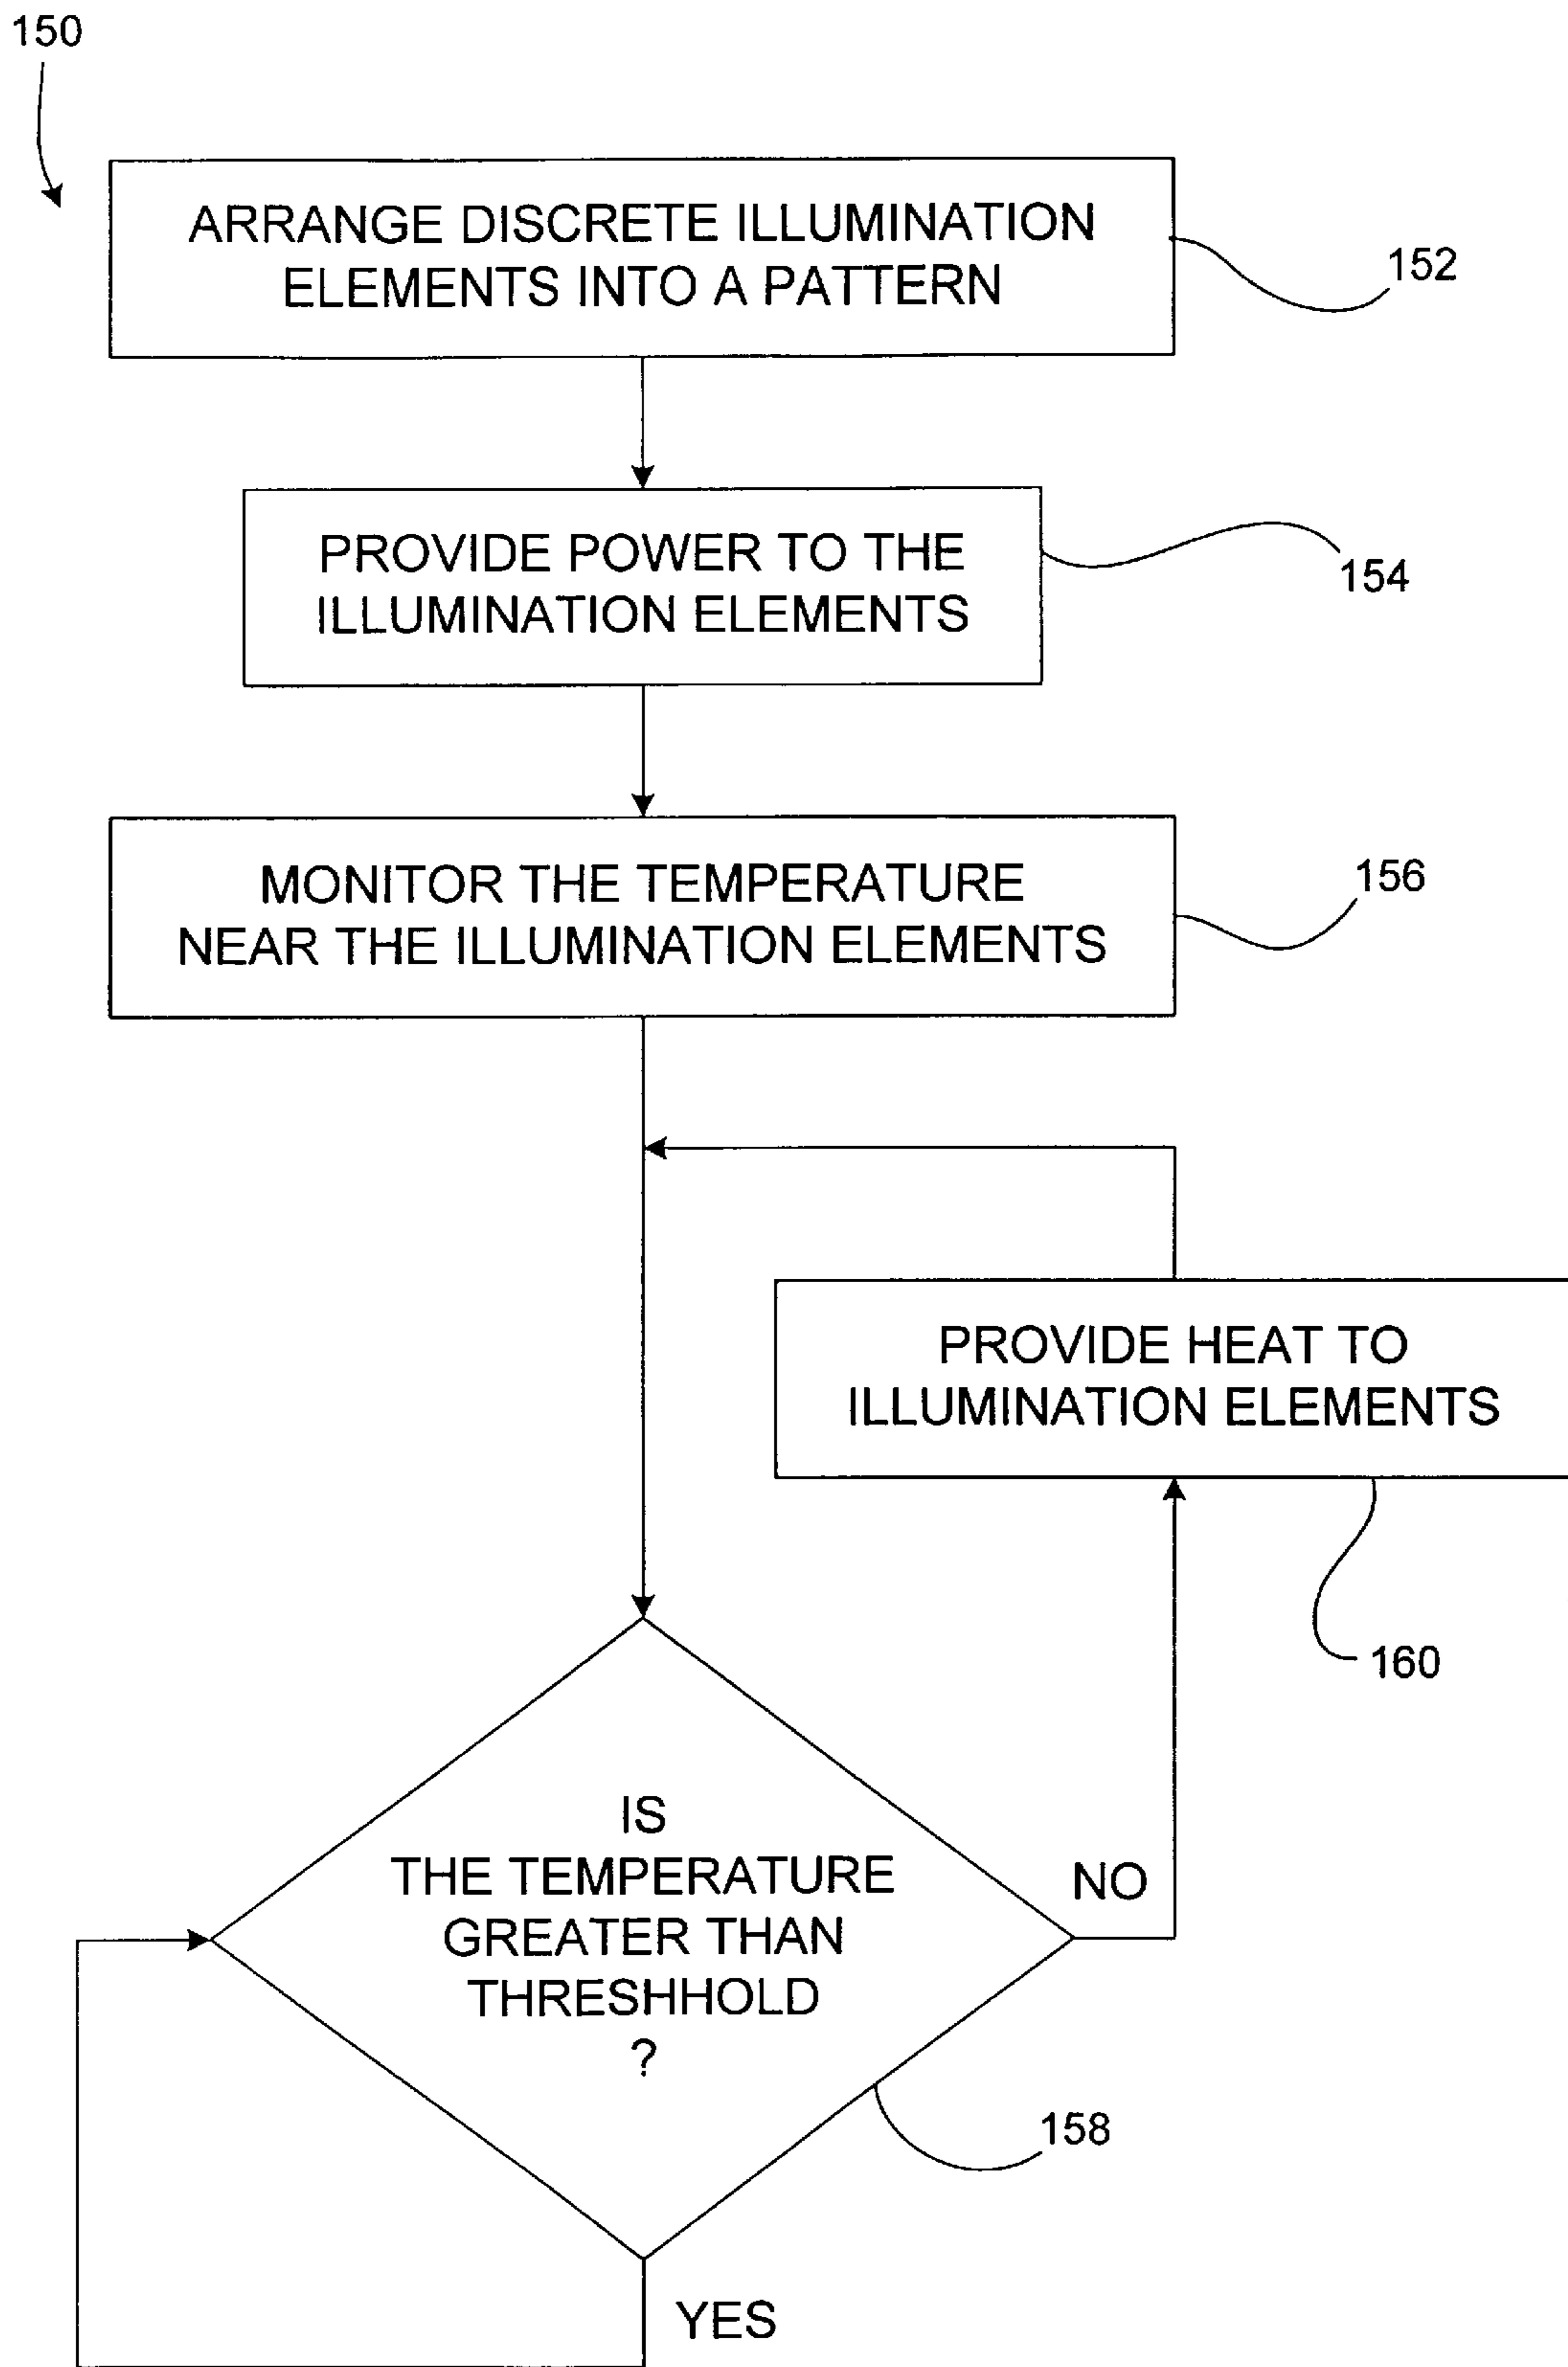 150
ARRANGE DISCRETE ILLUMINATION
ELEMENTS INTO A PATTERN
152
PROVIDE POWER TO THE
ILLUMINATION ELEMENTS
154
MONITOR THE TEMPERATURE
NEAR THE ILLUMINATION ELEMENTS
156
PROVIDE HEAT TO
ILLUMINATION ELEMENTS
160
IS
THE TEMPERATURE
GREATER THAN
THRESHHOLD
?
NO
158
YES